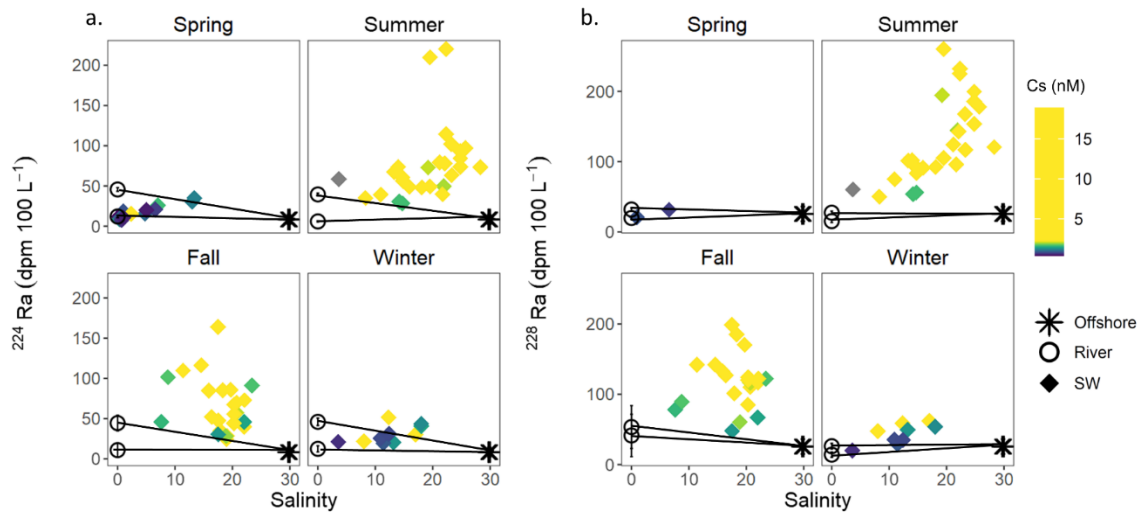 a.
Spring
Summer
200
150
100
50
0
Fall
Winter
200
150
100
50
0
0
10
20
30
0
10
20
30
Salinity
²²⁴Ra (dpm 100 L⁻¹)
b.
Spring
Summer
200
100
0
Fall
Winter
200
100
0
0
10
20
30
0
10
20
30
Salinity
²²⁸Ra (dpm 100 L⁻¹)
Cs (nM)
15
10
5
Offshore
River
SW